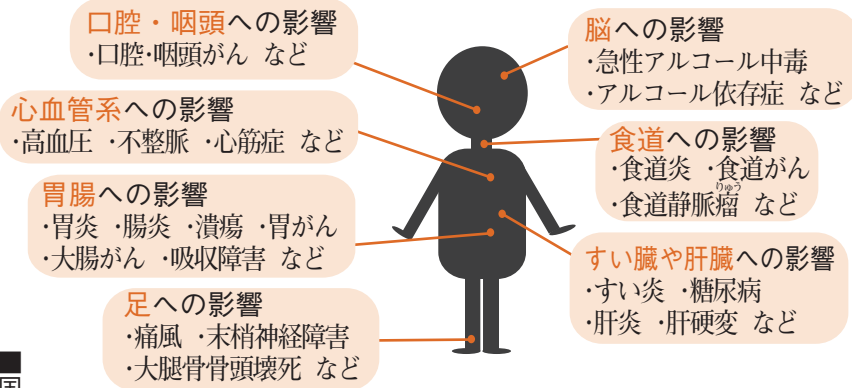 口腔・咽頭への影響
・口腔・咽頭がん など
脳への影響
・急性アルコール中毒
・アルコール依存症 など
心血管系への影響
・高血圧 ・不整脈 ・心筋症 など
食道への影響
・食道炎 ・食道がん
りゅう
・食道静脈瘤 など
胃腸への影響
・胃炎 ・腸炎 ・潰瘍 ・胃がん
・大腸がん ・吸収障害 など
すい臓や肝臓への影響
・すい炎 ・糖尿病
・肝炎 ・肝硬変 など
足への影響
・痛風 ・末梢神経障害
・大腿骨骨頭壊死 など